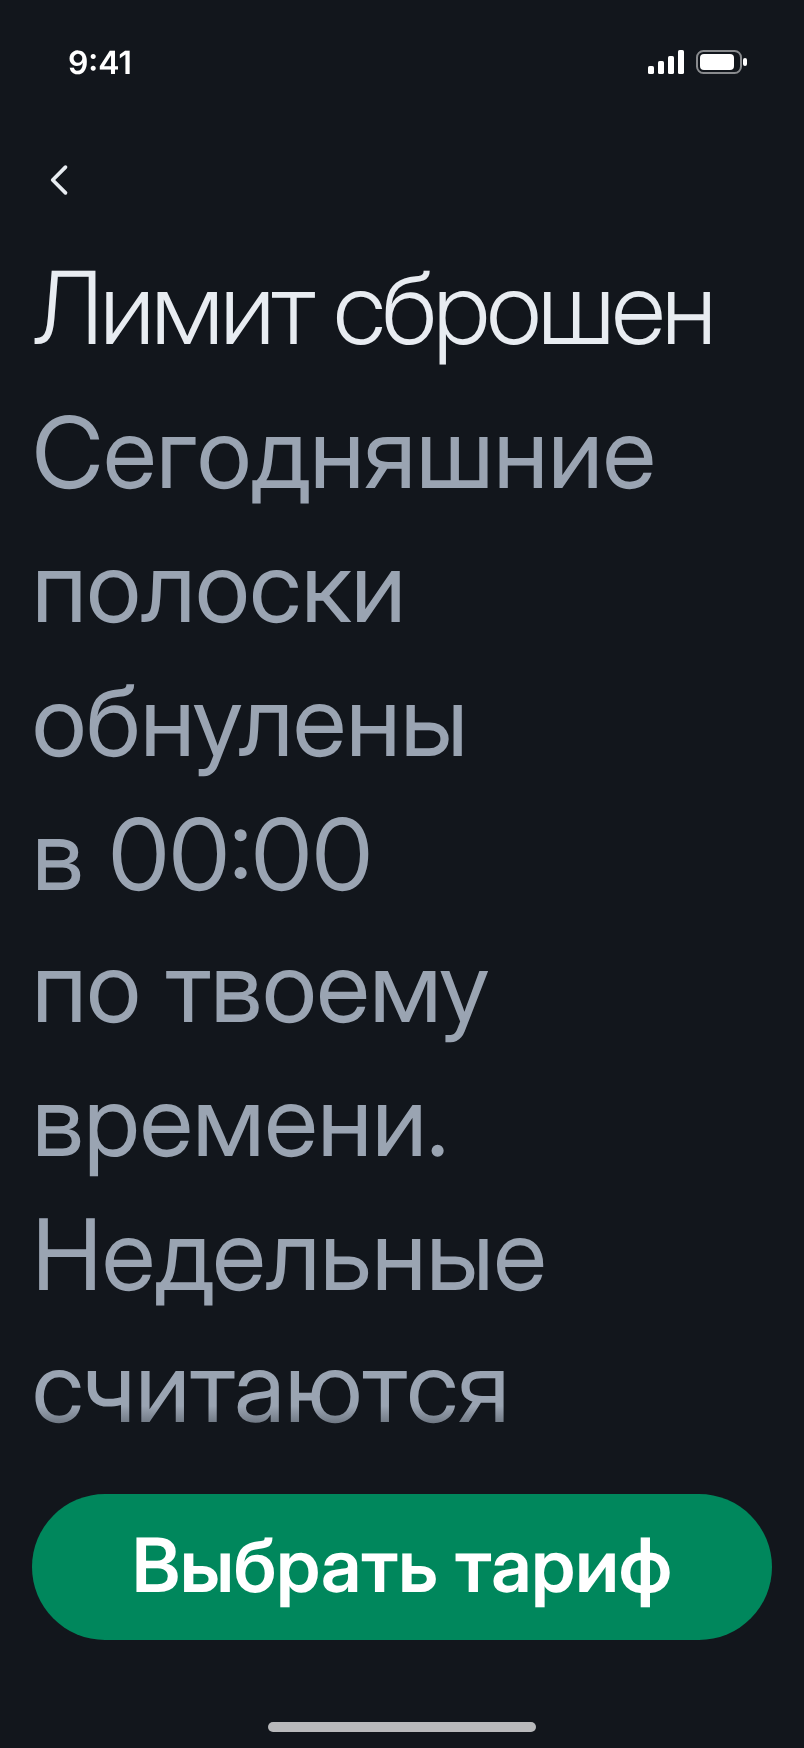 9:41
Лимит сброшен
Сегодняшние
полоски
обнулены
в 00:00
по твоему
времени.
Недельные
считаются
Выбрать тариф